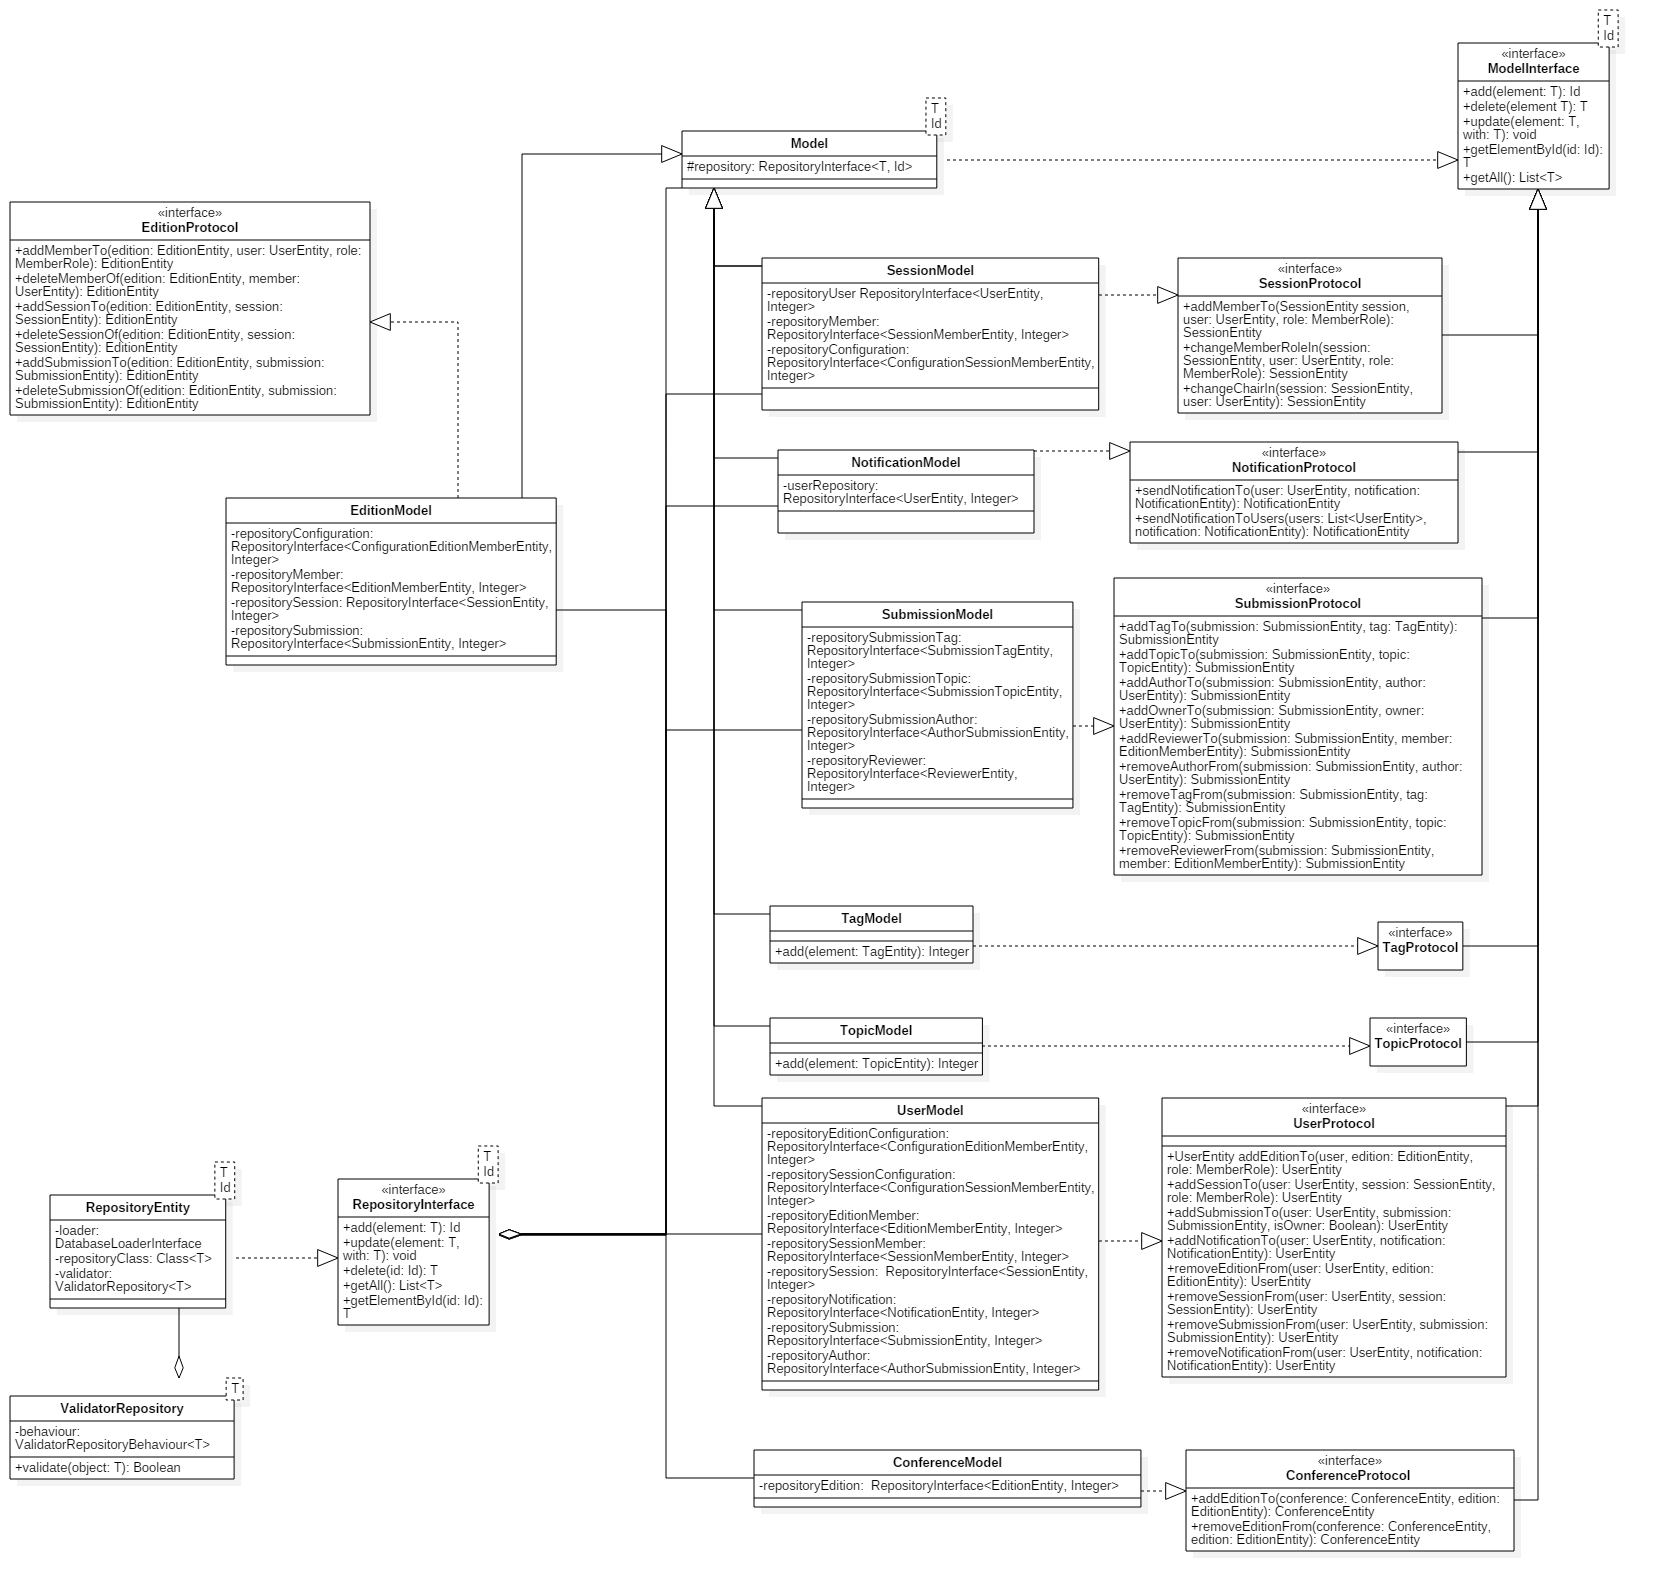 T
Id
«interface»
ModelInterface
+add(element: T): Id
+delete(element T): T
+update(element: T,
with: T): void
+getElementById(id: Id):
T
+getAll(): List<T>
T
Id
Model
#repository: RepositoryInterface<T, Id>
«interface»
EditionProtocol
+addMemberTo(edition: EditionEntity, user: UserEntity, role:
MemberRole): EditionEntity
+deleteMemberOf(edition: EditionEntity, member:
UserEntity): EditionEntity
+addSessionTo(edition: EditionEntity, session:
SessionEntity): EditionEntity
+deleteSessionOf(edition: EditionEntity, session:
SessionEntity): EditionEntity
+addSubmissionTo(edition: EditionEntity, submission:
SubmissionEntity): EditionEntity
+deleteSubmissionOf(edition: EditionEntity, submission:
SubmissionEntity): EditionEntity
SessionModel
-repositoryUser RepositoryInterface<UserEntity,
Integer>
-repositoryMember:
RepositoryInterface<SessionMemberEntity, Integer>
-repositoryConfiguration:
RepositoryInterface<ConfigurationSessionMemberEntity,
Integer>
«interface»
SessionProtocol
+addMemberTo(SessionEntity session,
user: UserEntity, role: MemberRole):
SessionEntity
+changeMemberRoleIn(session:
SessionEntity, user: UserEntity, role:
MemberRole): SessionEntity
+changeChairIn(session: SessionEntity,
user: UserEntity): SessionEntity
NotificationModel
-userRepository:
RepositoryInterface<UserEntity, Integer>
«interface»
NotificationProtocol
+sendNotificationTo(user: UserEntity, notification:
NotificationEntity): NotificationEntity
+sendNotificationToUsers(users: List<UserEntity>,
notification: NotificationEntity): NotificationEntity
EditionModel
-repositoryConfiguration:
RepositoryInterface<ConfigurationEditionMemberEntity,
Integer>
-repositoryMember:
RepositoryInterface<EditionMemberEntity, Integer>
-repositorySession: RepositoryInterface<SessionEntity,
Integer>
-repositorySubmission:
RepositoryInterface<SubmissionEntity, Integer>
SubmissionModel
-repositorySubmissionTag:
RepositoryInterface<SubmissionTagEntity,
Integer>
-repositorySubmissionTopic:
RepositoryInterface<SubmissionTopicEntity,
Integer>
-repositorySubmissionAuthor:
RepositoryInterface<AuthorSubmissionEntity,
Integer>
-repositoryReviewer:
RepositoryInterface<ReviewerEntity,
Integer>
«interface»
SubmissionProtocol
+addTagTo(submission: SubmissionEntity, tag: TagEntity):
SubmissionEntity
+addTopicTo(submission: SubmissionEntity, topic:
TopicEntity): SubmissionEntity
+addAuthorTo(submission: SubmissionEntity, author:
UserEntity): SubmissionEntity
+addOwnerTo(submission: SubmissionEntity, owner:
UserEntity): SubmissionEntity
+addReviewerTo(submission: SubmissionEntity, member:
EditionMemberEntity): SubmissionEntity
+removeAuthorFrom(submission: SubmissionEntity, author:
UserEntity): SubmissionEntity
+removeTagFrom(submission: SubmissionEntity, tag:
TagEntity): SubmissionEntity
+removeTopicFrom(submission: SubmissionEntity, topic:
TopicEntity): SubmissionEntity
+removeReviewerFrom(submission: SubmissionEntity,
member: EditionMemberEntity): SubmissionEntity
TagModel
+add(element: TagEntity): Integer
«interface»
TagProtocol
TopicModel
+add(element: TopicEntity): Integer
«interface»
TopicProtocol
UserModel
-repositoryEditionConfiguration:
RepositoryInterface<ConfigurationEditionMemberEntity,
Integer>
-repositorySessionConfiguration:
RepositoryInterface<ConfigurationSessionMemberEntity,
Integer>
-repositoryEditionMember:
RepositoryInterface<EditionMemberEntity, Integer>
-repositorySessionMember:
RepositoryInterface<SessionMemberEntity, Integer>
-repositorySession:  RepositoryInterface<SessionEntity,
Integer>
-repositoryNotification:
RepositoryInterface<NotificationEntity, Integer>
-repositorySubmission:
RepositoryInterface<SubmissionEntity, Integer>
-repositoryAuthor:
RepositoryInterface<AuthorSubmissionEntity, Integer>
«interface»
UserProtocol
+UserEntity addEditionTo(user, edition: EditionEntity,
role: MemberRole): UserEntity
+addSessionTo(user: UserEntity, session: SessionEntity,
role: MemberRole): UserEntity
+addSubmissionTo(user: UserEntity, submission:
SubmissionEntity, isOwner: Boolean): UserEntity
+addNotificationTo(user: UserEntity, notification:
NotificationEntity): UserEntity
+removeEditionFrom(user: UserEntity, edition:
EditionEntity): UserEntity
+removeSessionFrom(user: UserEntity, session:
SessionEntity): UserEntity
+removeSubmissionFrom(user: UserEntity, submission:
SubmissionEntity): UserEntity
+removeNotificationFrom(user: UserEntity, notification:
NotificationEntity): UserEntity
T
Id
RepositoryEntity
-loader:
DatabaseLoaderInterface
-repositoryClass: Class<T>
-validator:
ValidatorRepository<T>
T
Id
«interface»
RepositoryInterface
+add(element: T): Id
+update(element: T,
with: T): void
+delete(id: Id): T
+getAll(): List<T>
+getElementById(id: Id):
T
T
ValidatorRepository
-behaviour:
ValidatorRepositoryBehaviour<T>
+validate(object: T): Boolean
ConferenceModel
-repositoryEdition:  RepositoryInterface<EditionEntity, Integer>
«interface»
ConferenceProtocol
+addEditionTo(conference: ConferenceEntity, edition:
EditionEntity): ConferenceEntity
+removeEditionFrom(conference: ConferenceEntity,
edition: EditionEntity): ConferenceEntity